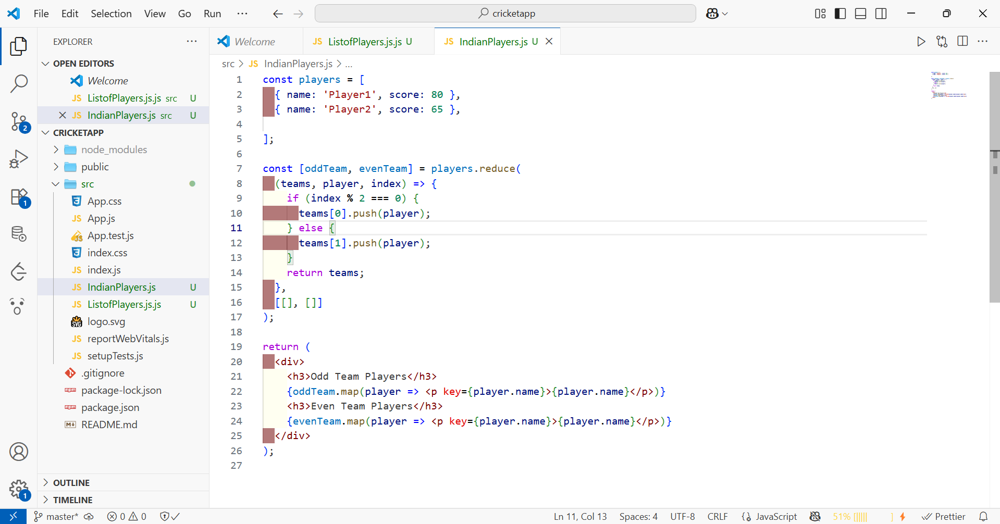 File Edit Selection View Go Run ··· cricketapp
EXPLORER ···
OPEN EDITORS
Welcome
JS ListofPlayers.js.js src U
JS IndianPlayers.js src U
CRICKETAPP
node_modules
public
src
App.css
JS App.js
App.test.js
index.css
JS index.js
JS IndianPlayers.js U
JS ListofPlayers.js.js U
logo.svg
JS reportWebVitals.js
JS setupTests.js
.gitignore
package-lock.json
package.json
README.md
OUTLINE
TIMELINE
2
1
1
Welcome JS ListofPlayers.js.js U JS IndianPlayers.js U
src > JS IndianPlayers.js > ...
1 const players = [
2 { name: 'Player1', score: 80 },
3 { name: 'Player2', score: 65 },
4
5 ];
6
7 const [oddTeam, evenTeam] = players.reduce(
8 (teams, player, index) => {
9 if (index % 2 === 0) {
10 teams[0].push(player);
11 } else {
12 teams[1].push(player);
13 }
14 return teams;
15 },
16 [[], []]
17 );
18
19 return (
20 <div>
21 <h3>Odd Team Players</h3>
22 {oddTeam.map(player => <p key={player.name}>{player.name}</p>)}
23 <h3>Even Team Players</h3>
24 {evenTeam.map(player => <p key={player.name}>{player.name}</p>)}
25 </div>
26 );
27
master* 0 0 Ln 11, Col 13 Spaces: 4 UTF-8 CRLF JavaScript 51% [||||| ] Prettier